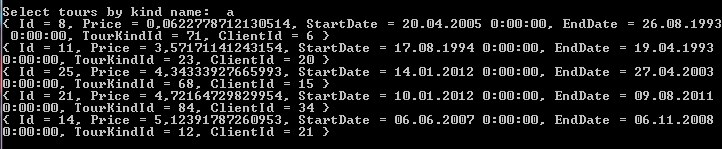 Select tours by kind name:  a
{ Id = 8, Price = 0,0622778712130514, StartDate = 20.04.2005 0:00:00, EndDate = 26.08.1993
 0:00:00, TourKindId = 71, ClientId = 6 }
{ Id = 11, Price = 3,57171141243154, StartDate = 17.08.1994 0:00:00, EndDate = 19.04.1993
0:00:00, TourKindId = 23, ClientId = 20 }
{ Id = 25, Price = 4,34339276665993, StartDate = 14.01.2012 0:00:00, EndDate = 27.04.2003
0:00:00, TourKindId = 68, ClientId = 15 }
{ Id = 21, Price = 4,72164729829954, StartDate = 10.01.2012 0:00:00, EndDate = 09.08.2011
0:00:00, TourKindId = 84, ClientId = 34 }
{ Id = 14, Price = 5,12391787260953, StartDate = 06.06.2007 0:00:00, EndDate = 06.11.2008
0:00:00, TourKindId = 12, ClientId = 21 }